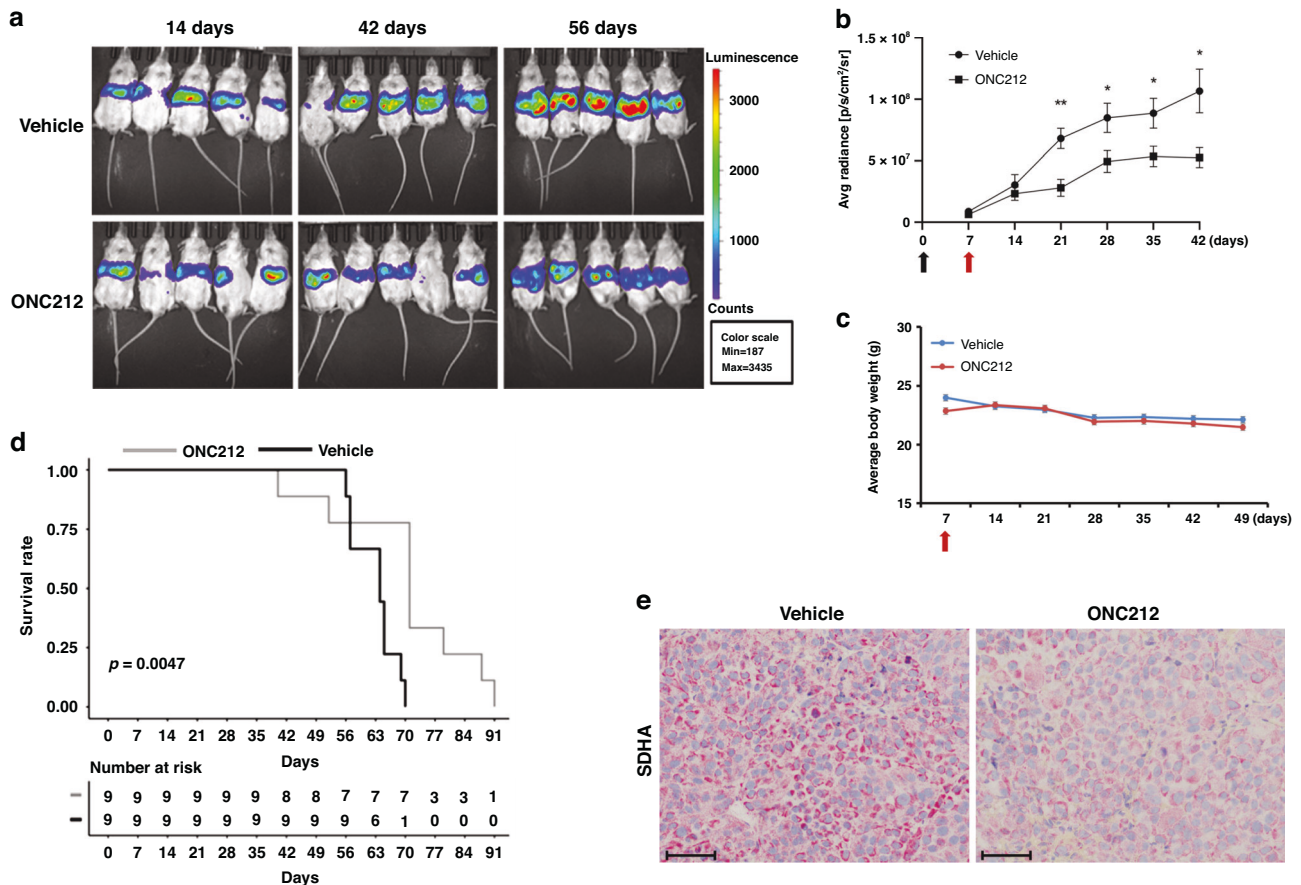 a
14 days 42 days 56 days
Vehicle
ONC212
Luminescence
3000
2000
1000
Counts
Color scale
Min=187
Max=3435
b
Vehicle
ONC212
Avg radiance [p/s/cm²/sr]
1.5 × 10⁸
1 × 10⁸
5 × 10⁷
0
** * * *
0 7 14 21 28 35 42 (days)
c
Vehicle
ONC212
Average body weight (g)
30
25
20
15
7 14 21 28 35 42 49 (days)
d
ONC212 Vehicle
Survival rate
1.00
0.75
0.50
0.25
0.00
p = 0.0047
0 7 14 21 28 35 42 49 56 63 70 77 84 91
Days
Number at risk
9 9 9 9 9 9 8 8 7 7 7 3 3 1
9 9 9 9 9 9 9 9 9 6 1 0 0 0
0 7 14 21 28 35 42 49 56 63 70 77 84 91
Days
e
Vehicle ONC212
SDHA